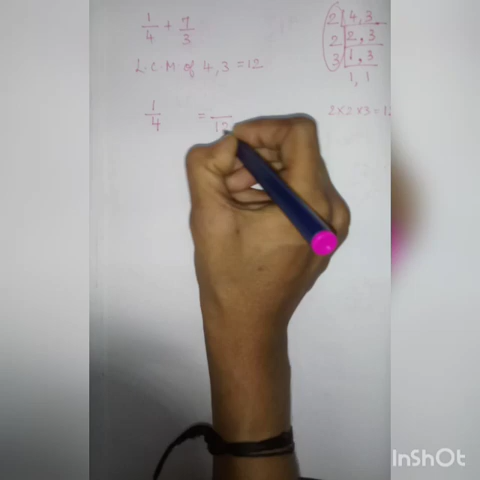 1/4 + 7/3
L.C.M. of 4, 3 = 12
1/4 = /12
2 | 4, 3
2 | 2, 3
3 | 1, 3
1, 1
2 × 2 × 3 = 12
InShOt